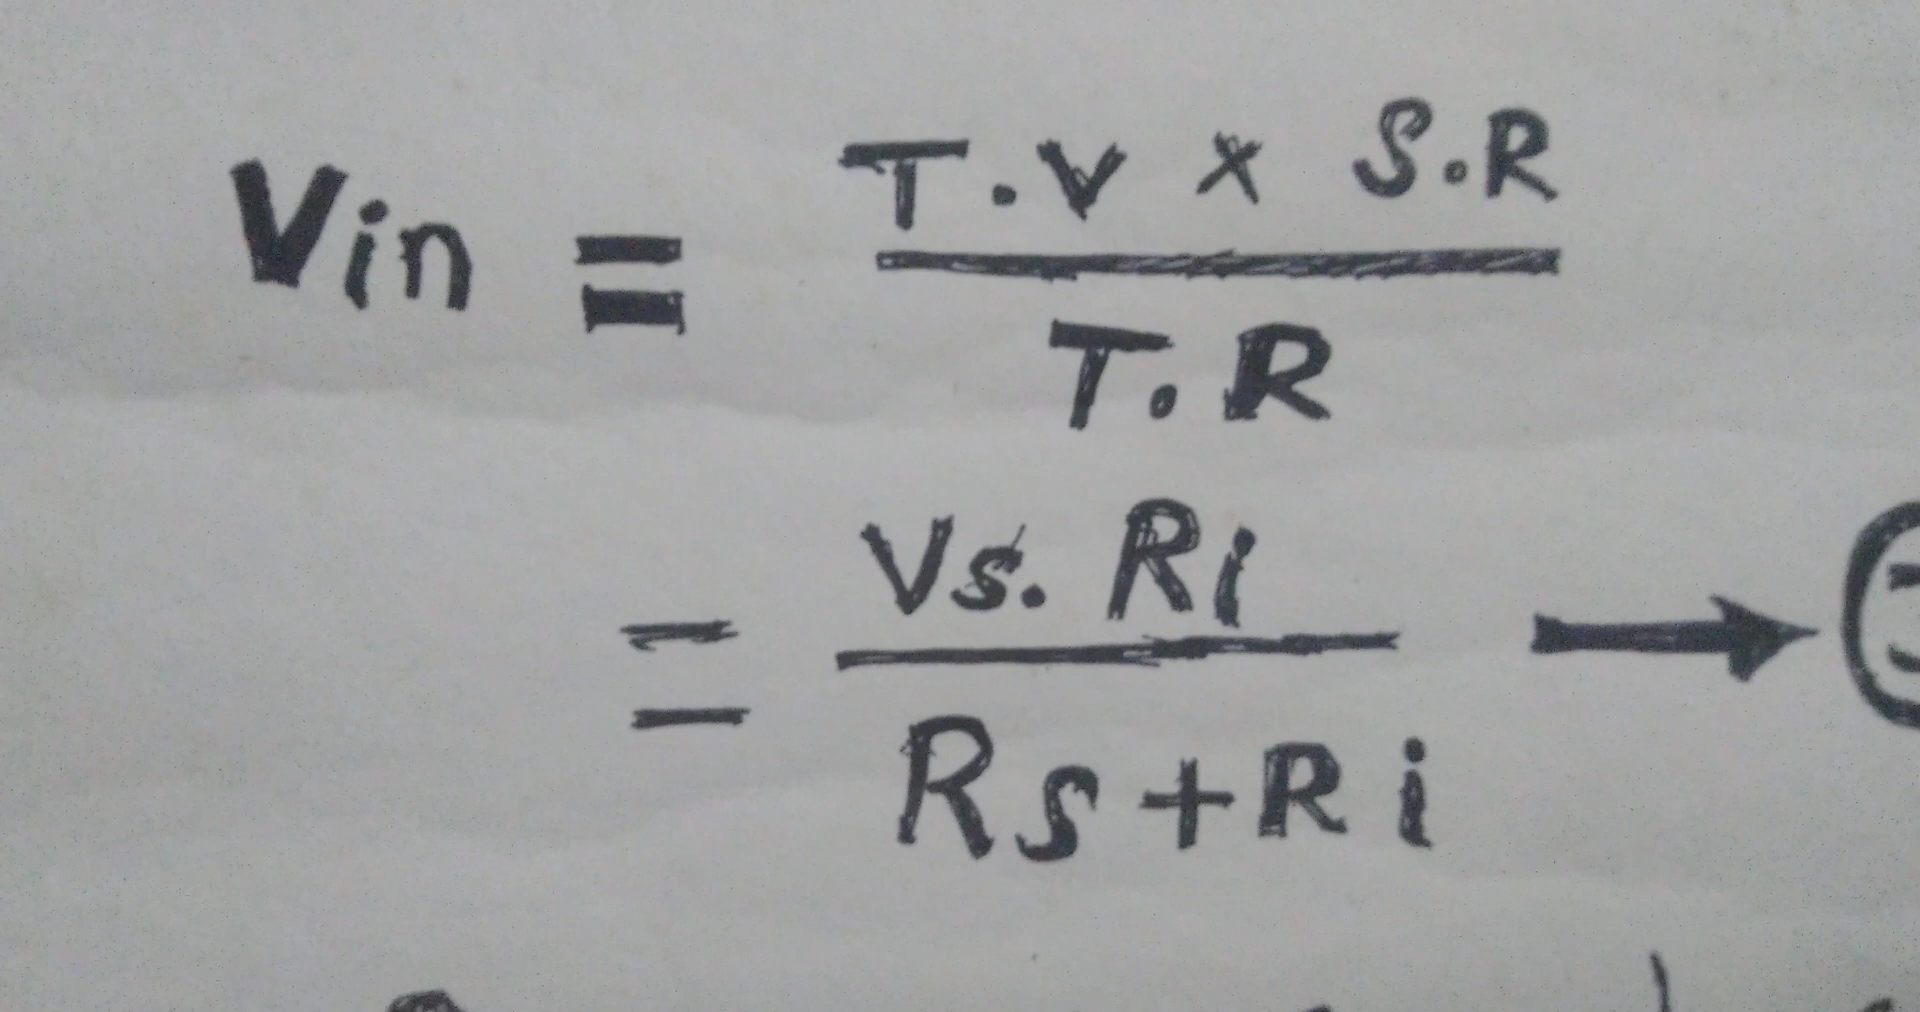 Vin = T.V x S.R / T.R
= Vs. Ri / Rs + Ri →